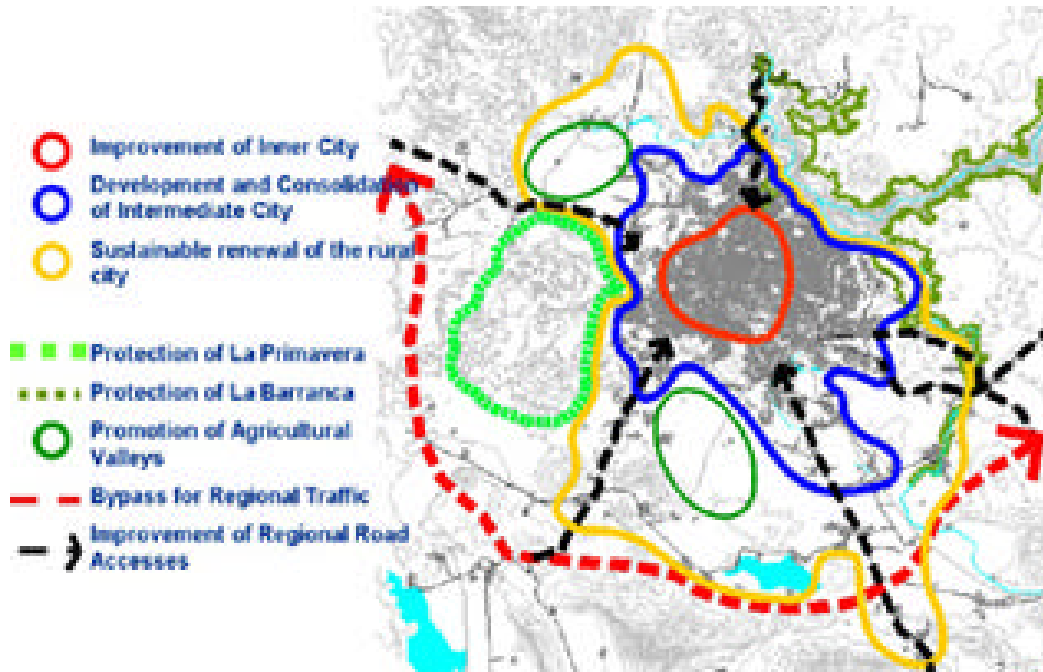 Improvement of Inner City
Development and Consolidation
of Intermediate City
Sustainable renewal of the rural
city
Protection of La Primavera
Protection of La Barranca
Promotion of Agricultural
Valleys
Bypass for Regional Traffic
Improvement of Regional Road
Accesses